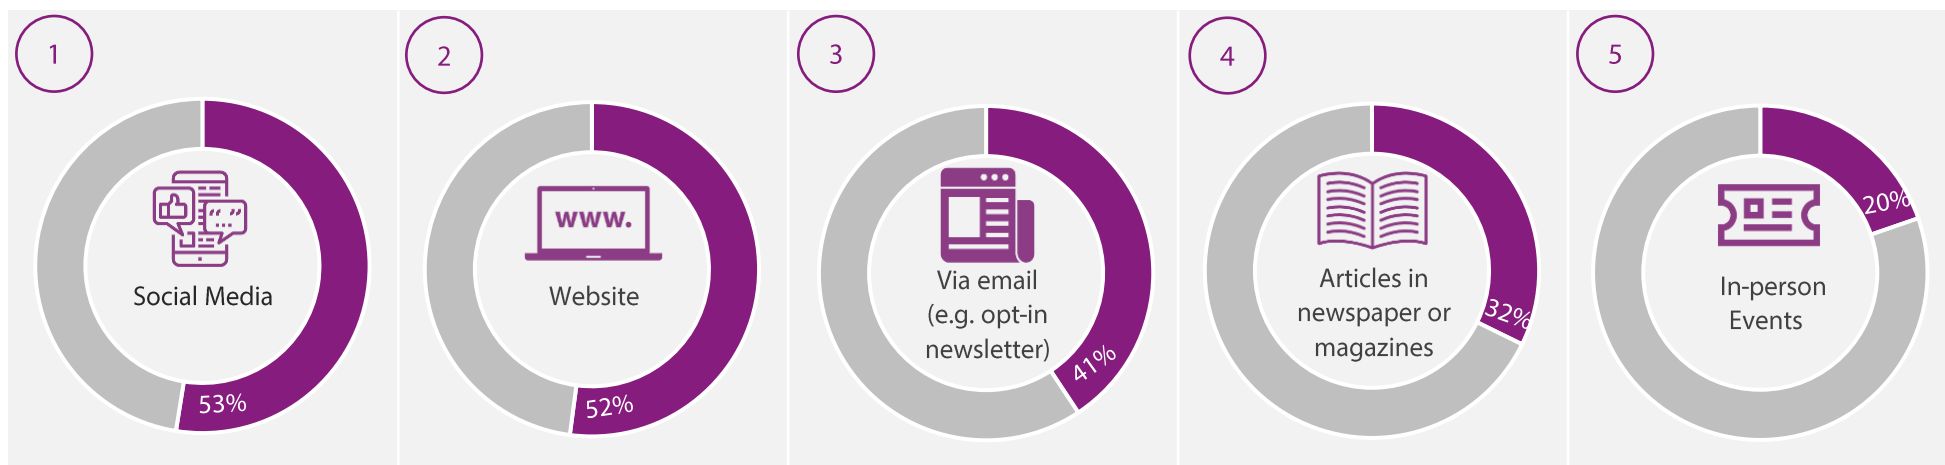 1
53%
Social Media
2
www.
52%
Website
3
41%
Via email
(e.g. opt-in
newsletter)
4
32%
Articles in
newspaper or
magazines
5
20%
In-person
Events